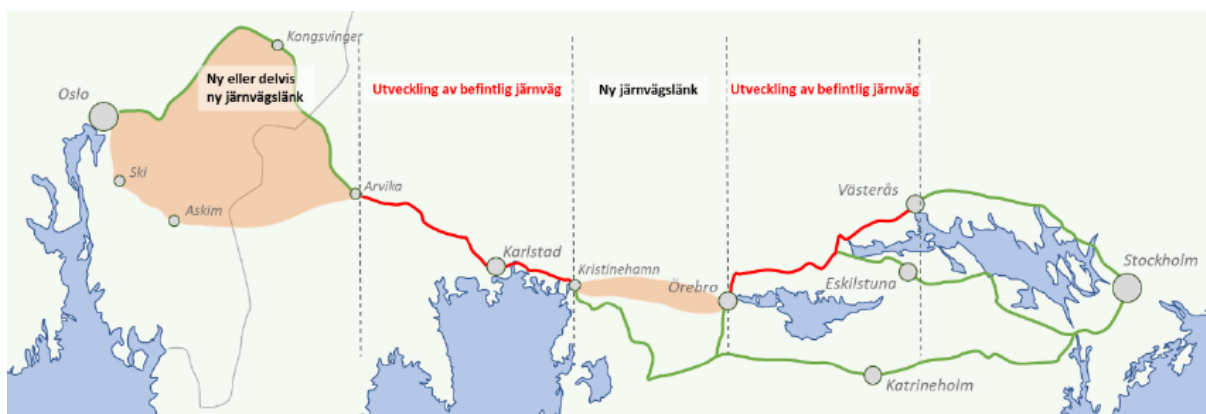 Kongsvinger
Ny eller delvis
ny järnvägslänk
Utveckling av befintlig järnväg
Ny järnvägslänk
Utveckling av befintlig järnväg
Oslo
Ski
Askim
Arvika
Karlstad
Kristinehamn
Örebro
Västerås
Eskilstuna
Stockholm
Katrineholm